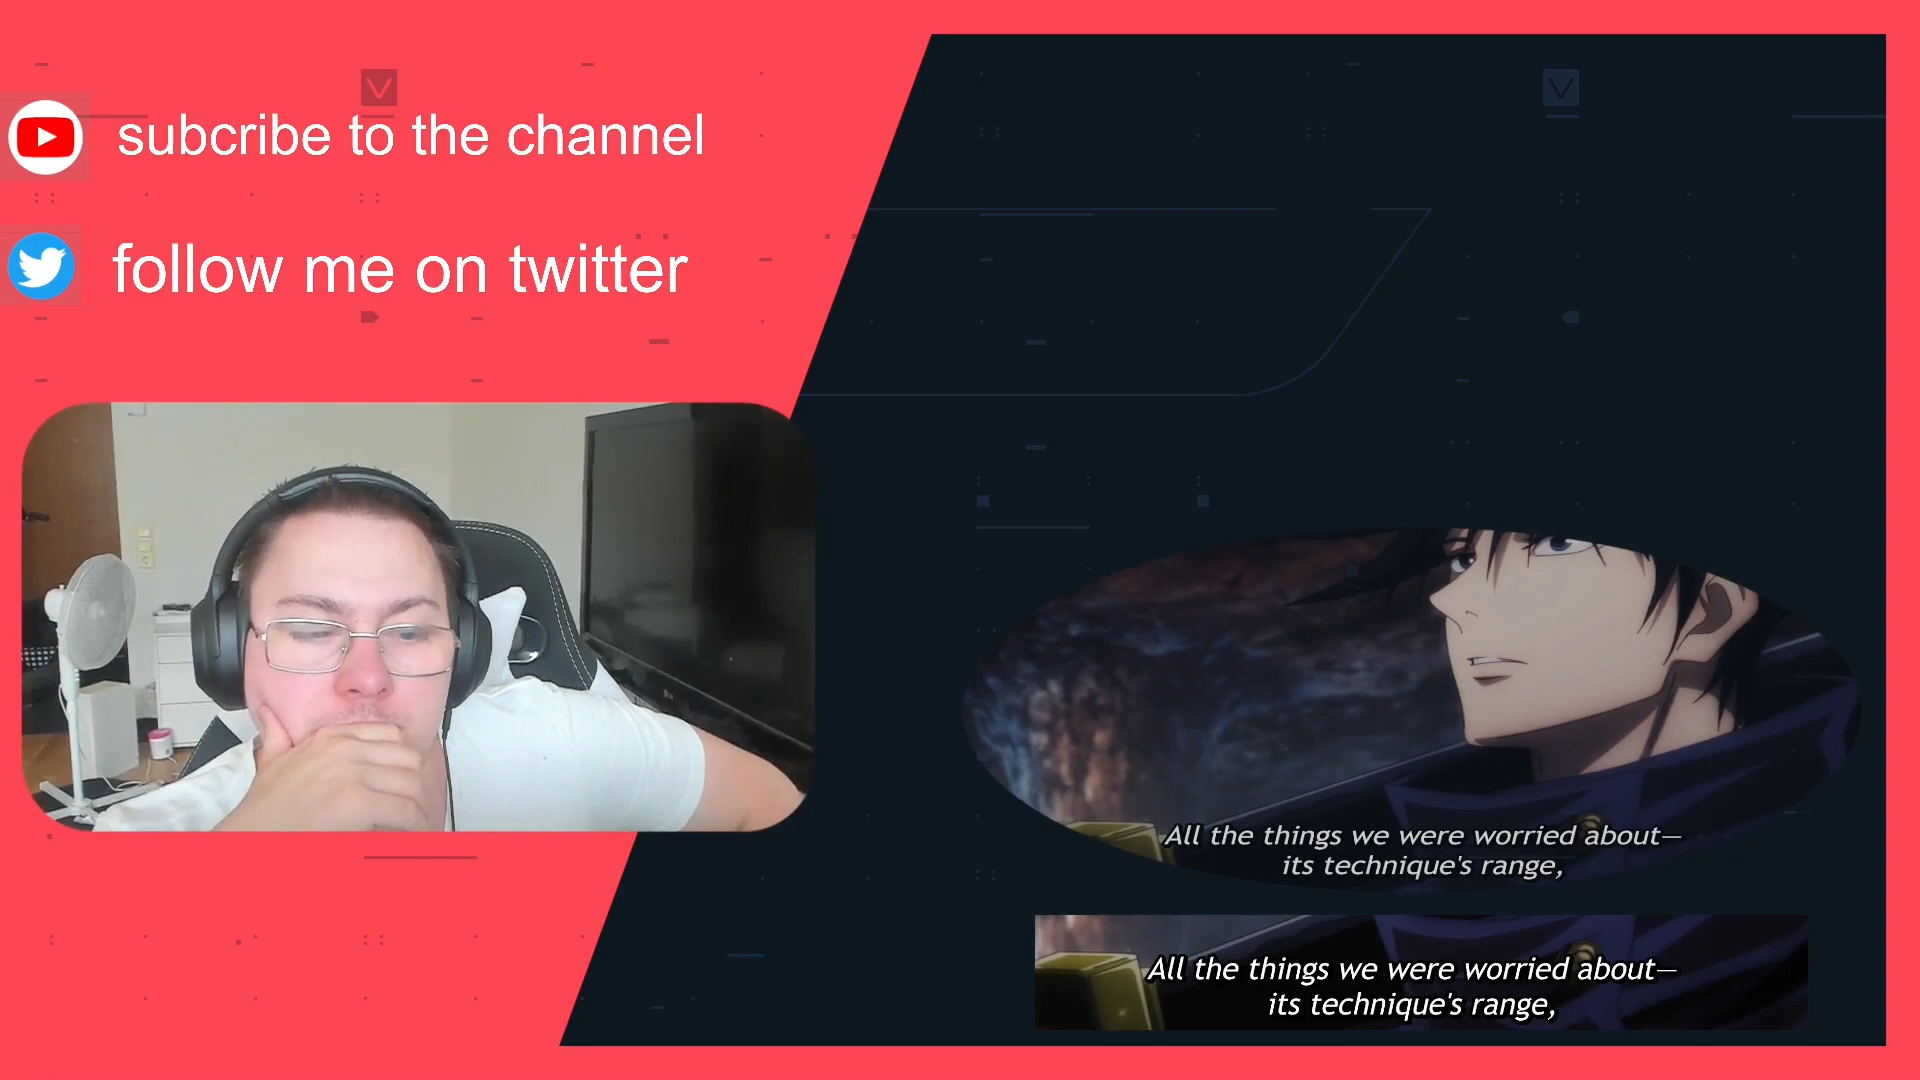 subcribe to the channel
follow me on twitter
All the things we were worried about—
its technique's range,
All the things we were worried about—
its technique's range,